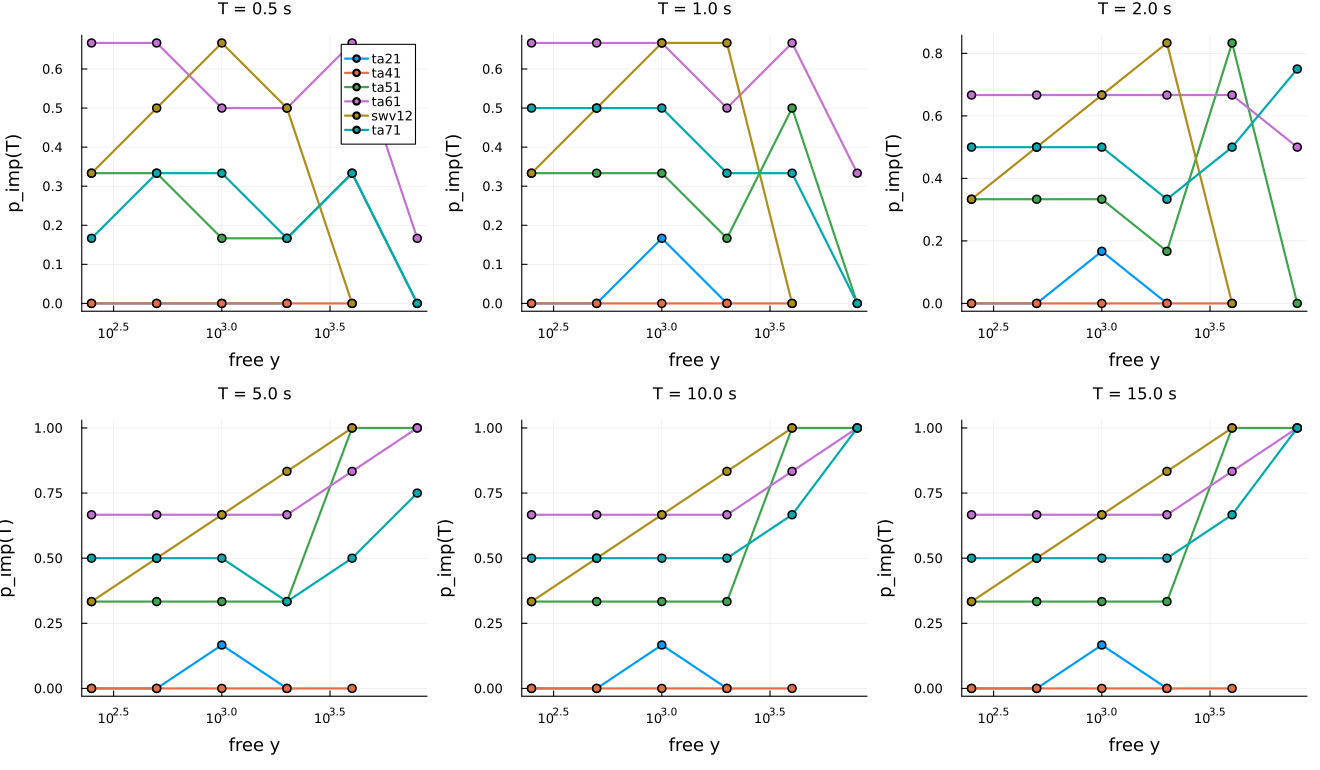 T = 0.5 s
T = 1.0 s
T = 2.0 s
p_imp(T)
0.6
0.5
0.4
0.3
0.2
0.1
0.0
ta21
ta41
ta51
ta61
swv12
ta71
10^2.5 10^3.0 10^3.5
free y
p_imp(T)
0.6
0.5
0.4
0.3
0.2
0.1
0.0
10^2.5 10^3.0 10^3.5
free y
p_imp(T)
0.8
0.6
0.4
0.2
0.0
10^2.5 10^3.0 10^3.5
free y
T = 5.0 s
T = 10.0 s
T = 15.0 s
p_imp(T)
1.00
0.75
0.50
0.25
0.00
10^2.5 10^3.0 10^3.5
free y
p_imp(T)
1.00
0.75
0.50
0.25
0.00
10^2.5 10^3.0 10^3.5
free y
p_imp(T)
1.00
0.75
0.50
0.25
0.00
10^2.5 10^3.0 10^3.5
free y